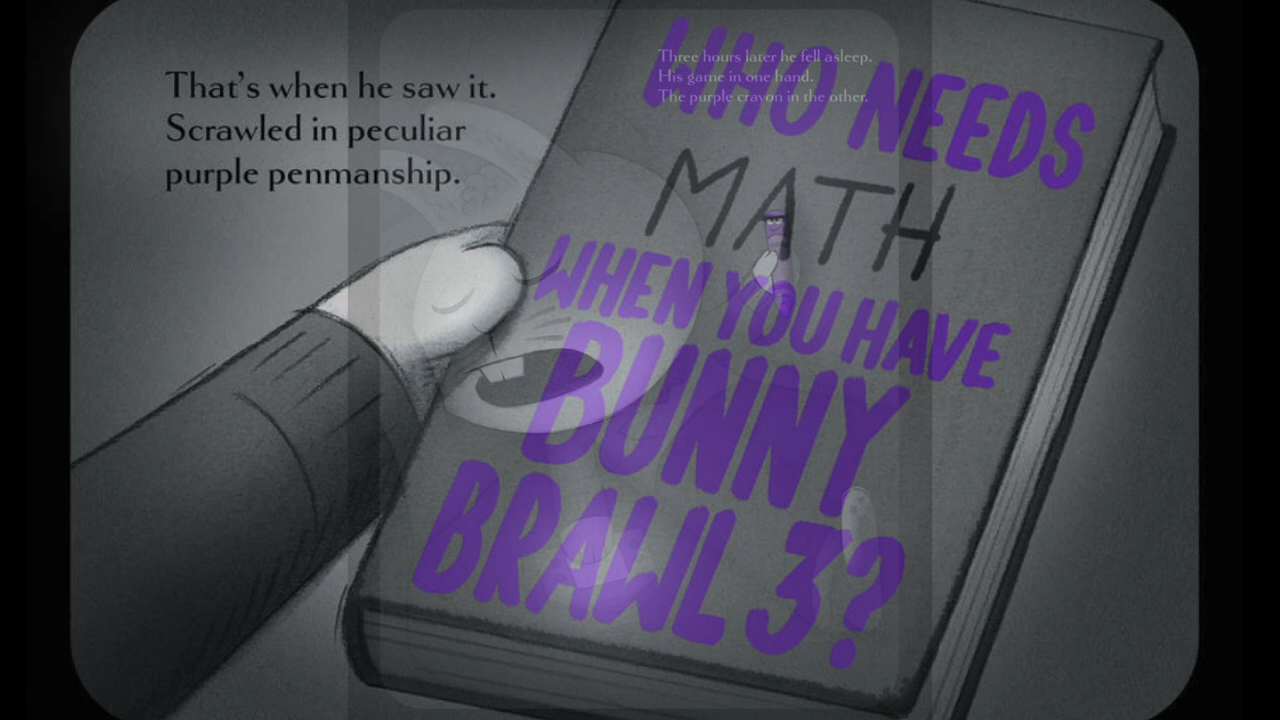 That's when he saw it.
Scrawled in peculiar
purple penmanship.
Three hours later he fell asleep.
His game in one hand.
The purple crayon in the other.
WHO NEEDS
MATH
WHEN YOU HAVE
BUNNY
BRAWL 3?